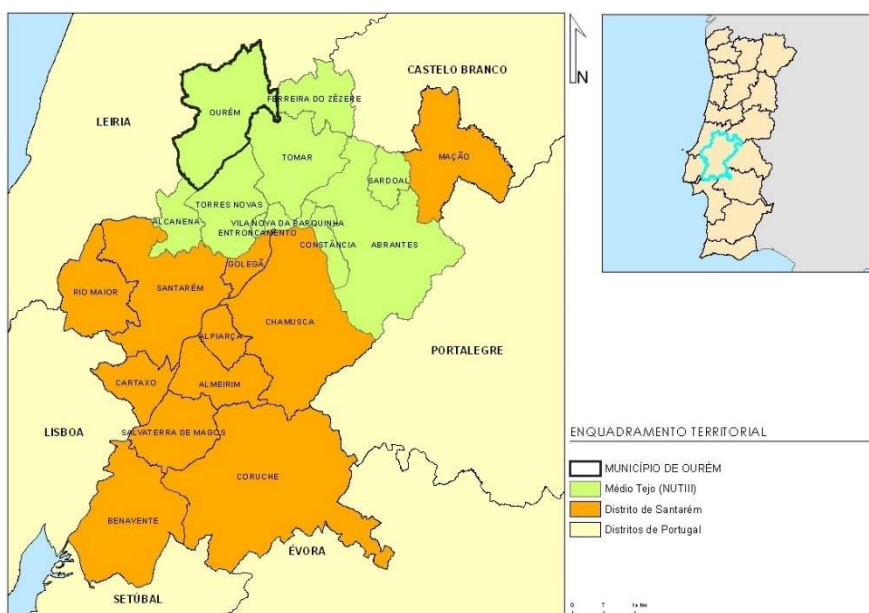 N
CASTELO BRANCO
LEIRIA
OURÉM
FERREIRA DO ZÊZERE
TOMAR
MAÇÃO
SARDOAL
TORRES NOVAS
ALCANENA
VILA NOVA DA BARQUINHA
ENTRONCAMENTO
CONSTÂNCIA
ABRANTES
GOLEGÃ
RIO MAIOR
SANTARÉM
CHAMUSCA
ALPIARÇA
PORTALEGRE
CARTAXO
ALMEIRIM
LISBOA
SALVATERRA DE MAGOS
CORUCHE
BENAVENTE
ÉVORA
SETÚBAL
ENQUADRAMENTO TERRITORIAL
MUNICÍPIO DE OURÉM
Médio Tejo (NUTIII)
Distrito de Santarém
Distritos de Portugal
0 7